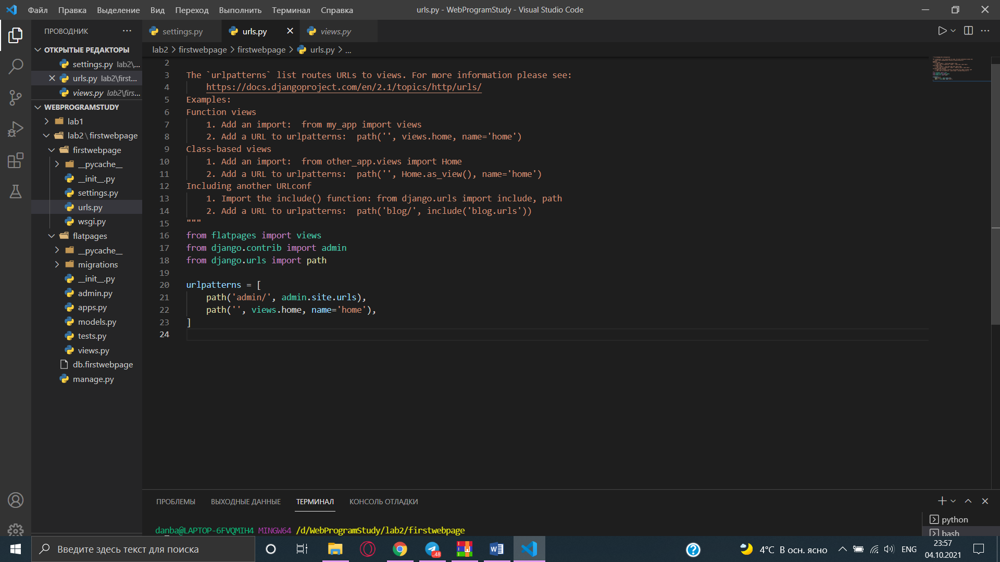 Файл Правка Выделение Вид Переход Выполнить Терминал Справка
urls.py - WebProgramStudy - Visual Studio Code
ПРОВОДНИК
ОТКРЫТЫЕ РЕДАКТОРЫ
settings.py lab2\...
urls.py lab2\first...
views.py lab2\firs...
WEBPROGRAMSTUDY
lab1
lab2\firstwebpage
firstwebpage
__pycache__
__init__.py
settings.py
urls.py
wsgi.py
flatpages
__pycache__
migrations
__init__.py
admin.py
apps.py
models.py
tests.py
views.py
db.firstwebpage
manage.py
settings.py urls.py views.py
lab2 > firstwebpage > firstwebpage > urls.py > ...
2
3 The `urlpatterns` list routes URLs to views. For more information please see:
4     https://docs.djangoproject.com/en/2.1/topics/http/urls/
5 Examples:
6 Function views
7     1. Add an import:  from my_app import views
8     2. Add a URL to urlpatterns:  path('', views.home, name='home')
9 Class-based views
10     1. Add an import:  from other_app.views import Home
11     2. Add a URL to urlpatterns:  path('', Home.as_view(), name='home')
12 Including another URLconf
13     1. Import the include() function: from django.urls import include, path
14     2. Add a URL to urlpatterns:  path('blog/', include('blog.urls'))
15 """
16 from flatpages import views
17 from django.contrib import admin
18 from django.urls import path
19
20 urlpatterns = [
21     path('admin/', admin.site.urls),
22     path('', views.home, name='home'),
23 ]
24
ПРОБЛЕМЫ ВЫХОДНЫЕ ДАННЫЕ ТЕРМИНАЛ КОНСОЛЬ ОТЛАДКИ
danba@LAPTOP-6FVQMIH4 MINGW64 /d/WebProgramStudy/lab2/firstwebpage
python
bash
Введите здесь текст для поиска
48
4°C В осн. ясно
ENG
23:57
04.10.2021